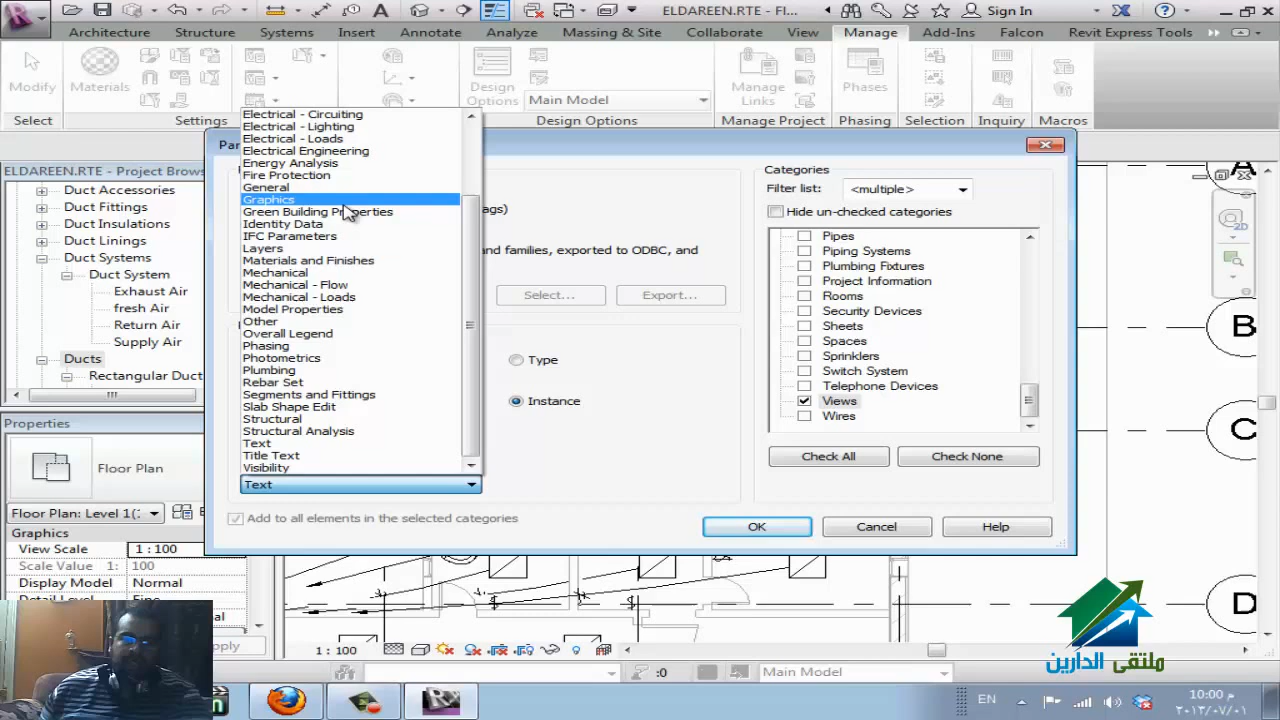 ELDAREEN.RTE - FI...
Sign In
Architecture
Structure
Systems
Insert
Annotate
Analyze
Massing & Site
Collaborate
View
Manage
Add-Ins
Falcon
Revit Express Tools
Modify
Materials
Design Options
Main Model
Manage Links
Phases
Select
Settings
Design Options
Manage Project
Phasing
Selection
Inquiry
Macros
ELDAREEN.RTE - Project Brows
Duct Accessories
Duct Fittings
Duct Insulations
Duct Linings
Duct Systems
Duct System
Exhaust Air
fresh Air
Return Air
Supply Air
Ducts
Rectangular Duct
Properties
Floor Plan
Floor Plan: Level 1(
Graphics
View Scale
1 : 100
Scale Value 1:
100
Display Model
Normal
Electrical - Circuiting
Electrical - Lighting
Electrical - Loads
Electrical Engineering
Energy Analysis
Fire Protection
General
Graphics
Green Building Properties
Identity Data
IFC Parameters
Layers
Materials and Finishes
Mechanical
Mechanical - Flow
Mechanical - Loads
Model Properties
Other
Overall Legend
Phasing
Photometrics
Plumbing
Rebar Set
Segments and Fittings
Slab Shape Edit
Structural
Structural Analysis
Text
Title Text
Visibility
Text
and families, exported to ODBC, and
Select...
Export...
Type
Instance
Add to all elements in the selected categories
Categories
Filter list:
<multiple>
Hide un-checked categories
Pipes
Piping Systems
Plumbing Fixtures
Project Information
Rooms
Security Devices
Sheets
Spaces
Sprinklers
Switch System
Telephone Devices
Views
Wires
Check All
Check None
OK
Cancel
Help
A
B
C
D
1 : 100
:0
Main Model
ملتقى الدارين
EN
10:00 م
٢٠١٣/٠٧/٠١